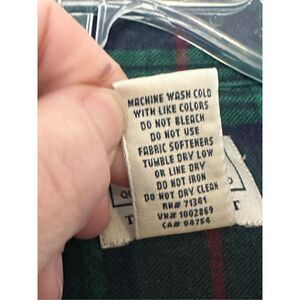 MACHINE WASH COLD
WITH LIKE COLORS
DO NOT BLEACH
DO NOT USE
FABRIC SOFTENERS
TUMBLE DRY LOW
OR LINE DRY
DO NOT IRON
DO NOT DRY CLEAN
RN# 71341
VN# 1002869
CA# 04754